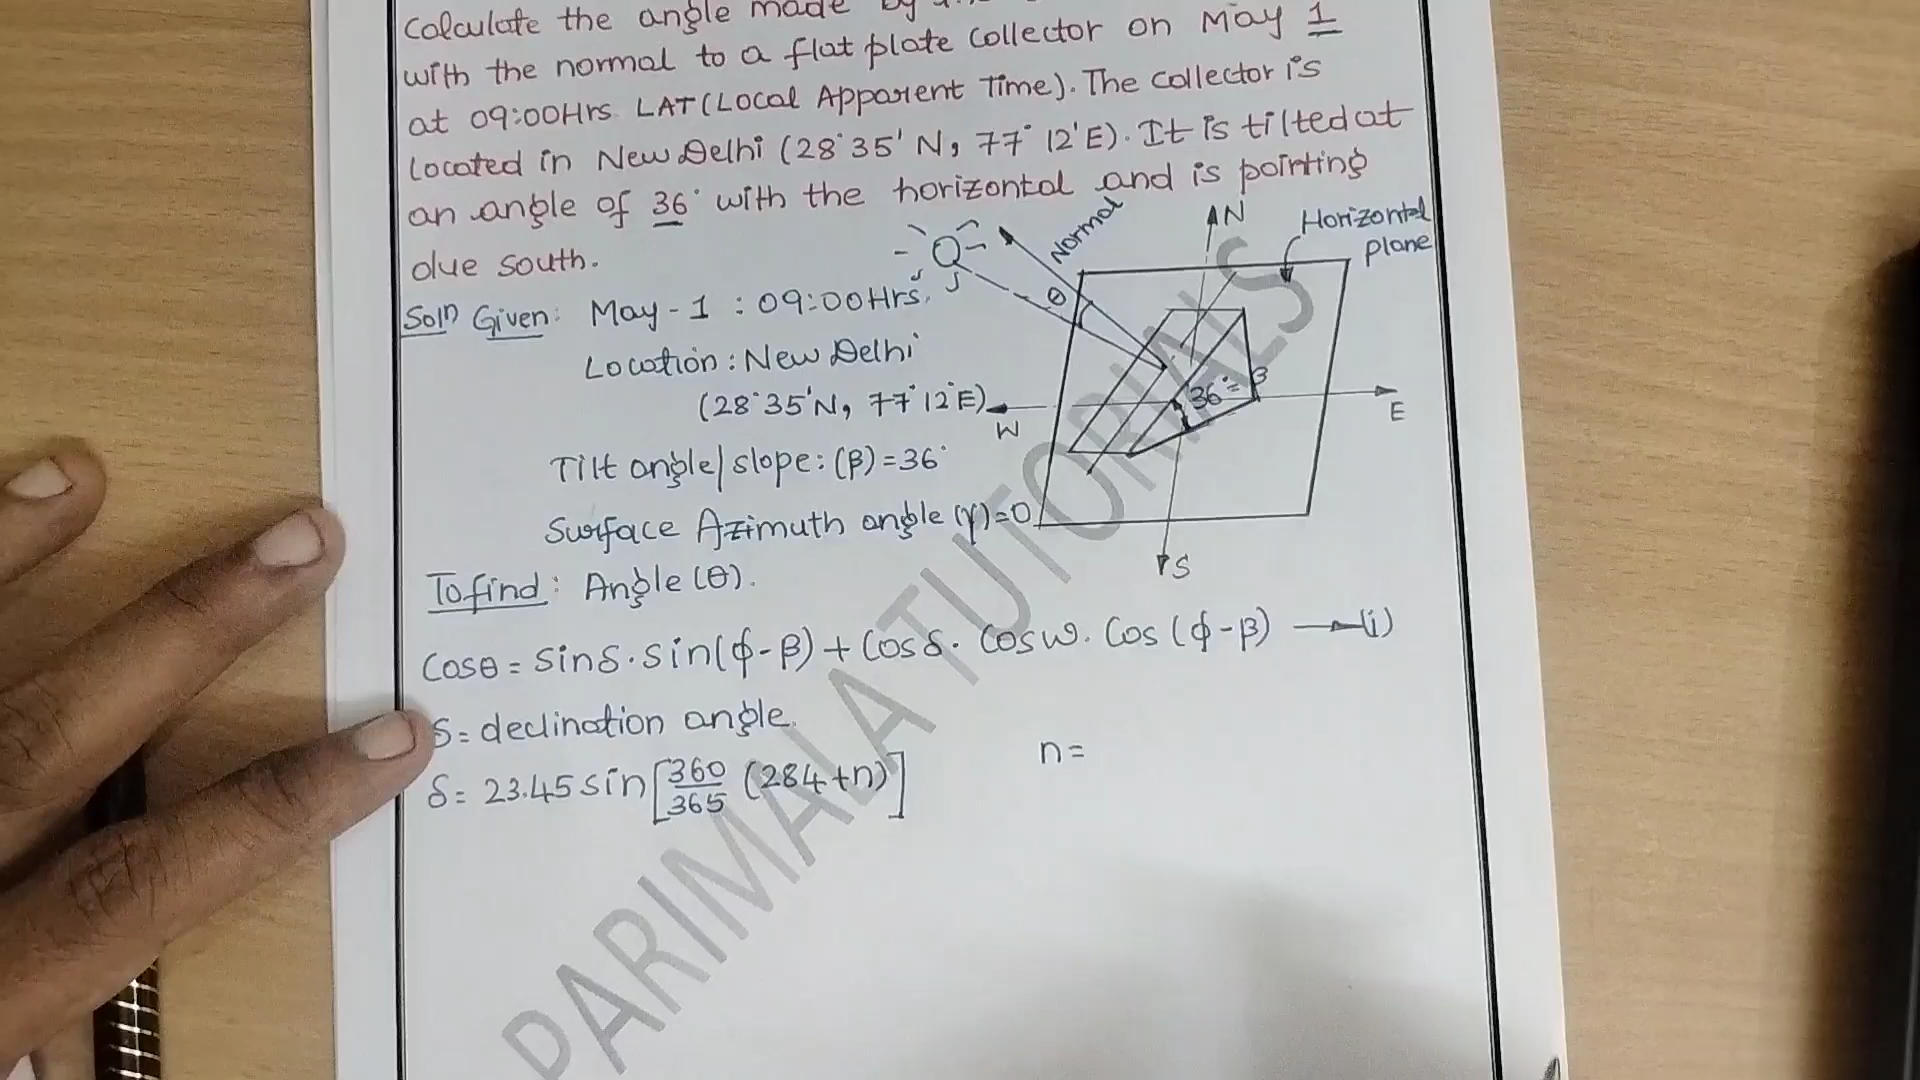 Calculate the angle made by
with the normal to a flat plate collector on May 1
at 09:00Hrs LAT (Local Apparent Time). The collector is
located in New Delhi (28°35' N, 77° 12'E). It is tilted at
an angle of 36° with the horizontal and is pointing
due south.
Normal
N
Horizontal
plane
θ
Soln Given: May-1 : 09:00Hrs.
Location: New Delhi
(28°35'N, 77°12'E)
36°=β
W
E
Tilt angle/slope: (β)=36°
Surface Azimuth angle (γ)=0
S
To find: Angle (θ).
Cosθ = sinδ.sin(ϕ-β) + Cosδ. Cosω. Cos (ϕ-β) → (i)
δ= declination angle.
δ= 23.45 sin[360/365 (284+n)]
n=
PARIMALA TUTORIALS